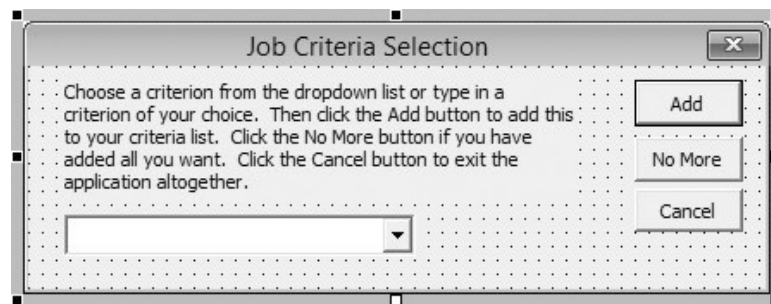 Job Criteria Selection
Choose a criterion from the dropdown list or type in a
criterion of your choice. Then click the Add button to add this
to your criteria list. Click the No More button if you have
added all you want. Click the Cancel button to exit the
application altogether.
Add
No More
Cancel